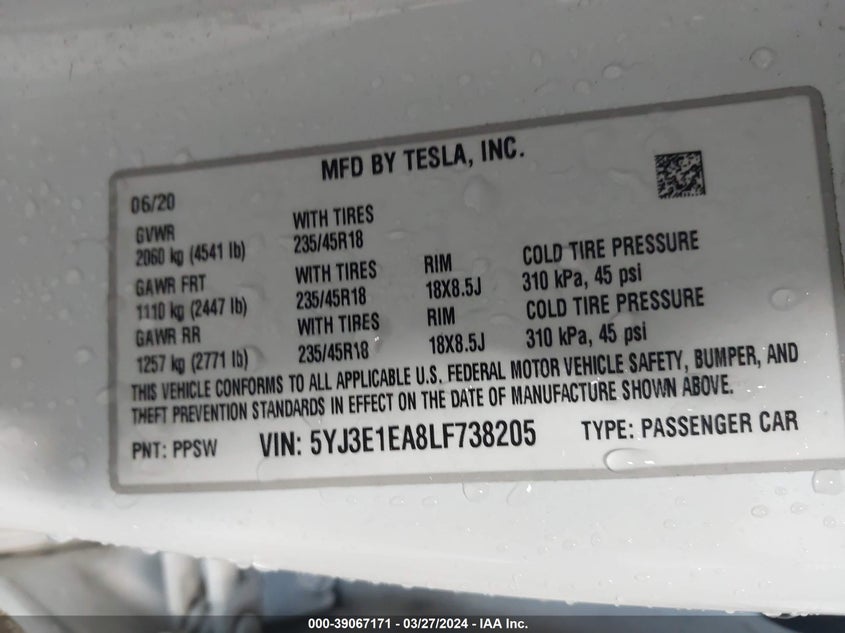 MFD BY TESLA, INC.
06/20
GVWR WITH TIRES
2060 kg (4541 lb) 235/45R18
GAWR FRT WITH TIRES RIM COLD TIRE PRESSURE
1110 kg (2447 lb) 235/45R18 18X8.5J 310 kPa, 45 psi
GAWR RR WITH TIRES RIM COLD TIRE PRESSURE
1257 kg (2771 lb) 235/45R18 18X8.5J 310 kPa, 45 psi
THIS VEHICLE CONFORMS TO ALL APPLICABLE U.S. FEDERAL MOTOR VEHICLE SAFETY, BUMPER, AND
THEFT PREVENTION STANDARDS IN EFFECT ON THE DATE OF MANUFACTURE SHOWN ABOVE.
PNT: PPSW VIN: 5YJ3E1EA8LF738205 TYPE: PASSENGER CAR
000-39067171 - 03/27/2024 - IAA Inc.